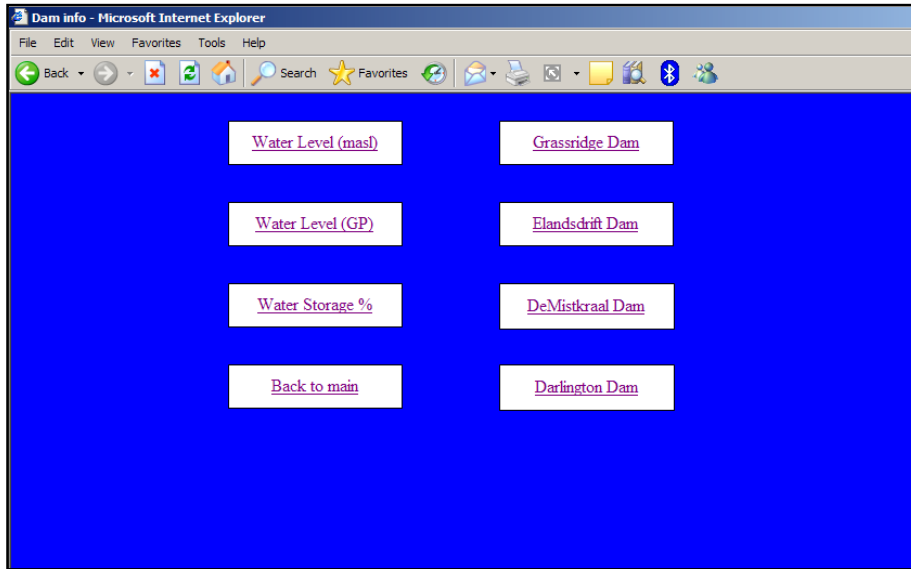 Dam info - Microsoft Internet Explorer
File Edit View Favorites Tools Help
Back Search Favorites
Water Level (masl) Grassridge Dam
Water Level (GP) Elandsdrift Dam
Water Storage % DeMistkraal Dam
Back to main Darlington Dam